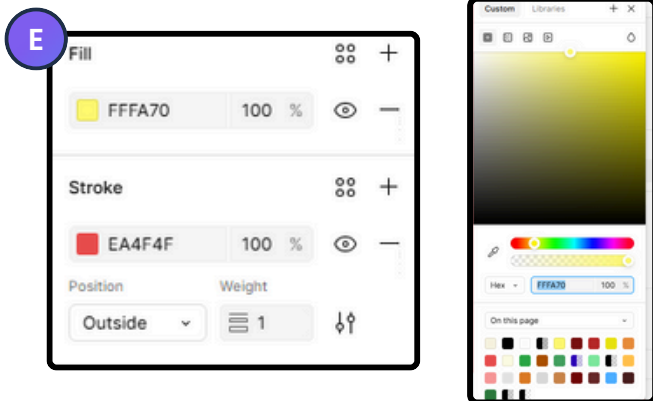 E
Fill
FFFA70 100 %
Stroke
EA4F4F 100 %
Position Weight
Outside 1
Custom Libraries
Hex FFFA70 100 %
On this page